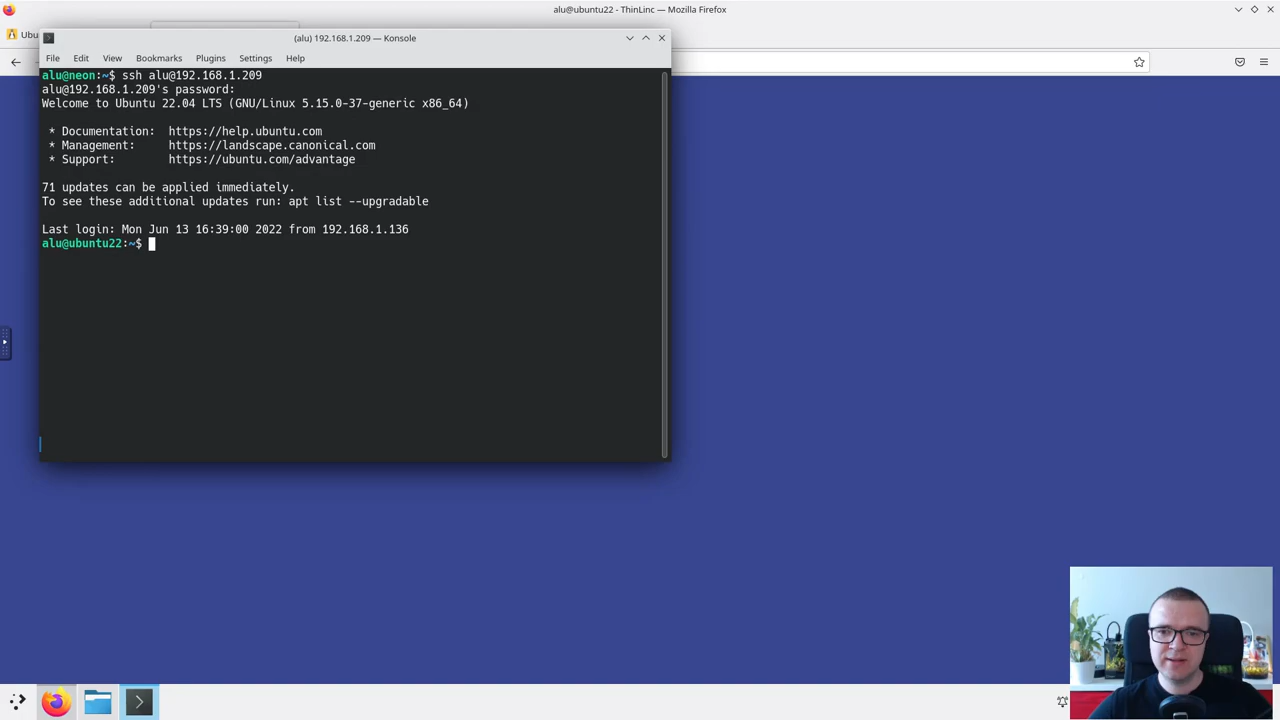 alu@ubuntu22 - ThinLinc — Mozilla Firefox
Ubu
(alu) 192.168.1.209 — Konsole
File Edit View Bookmarks Plugins Settings Help
alu@neon:~$ ssh alu@192.168.1.209
alu@192.168.1.209's password:
Welcome to Ubuntu 22.04 LTS (GNU/Linux 5.15.0-37-generic x86_64)
* Documentation: https://help.ubuntu.com
* Management: https://landscape.canonical.com
* Support: https://ubuntu.com/advantage
71 updates can be applied immediately.
To see these additional updates run: apt list --upgradable
Last login: Mon Jun 13 16:39:00 2022 from 192.168.1.136
alu@ubuntu22:~$